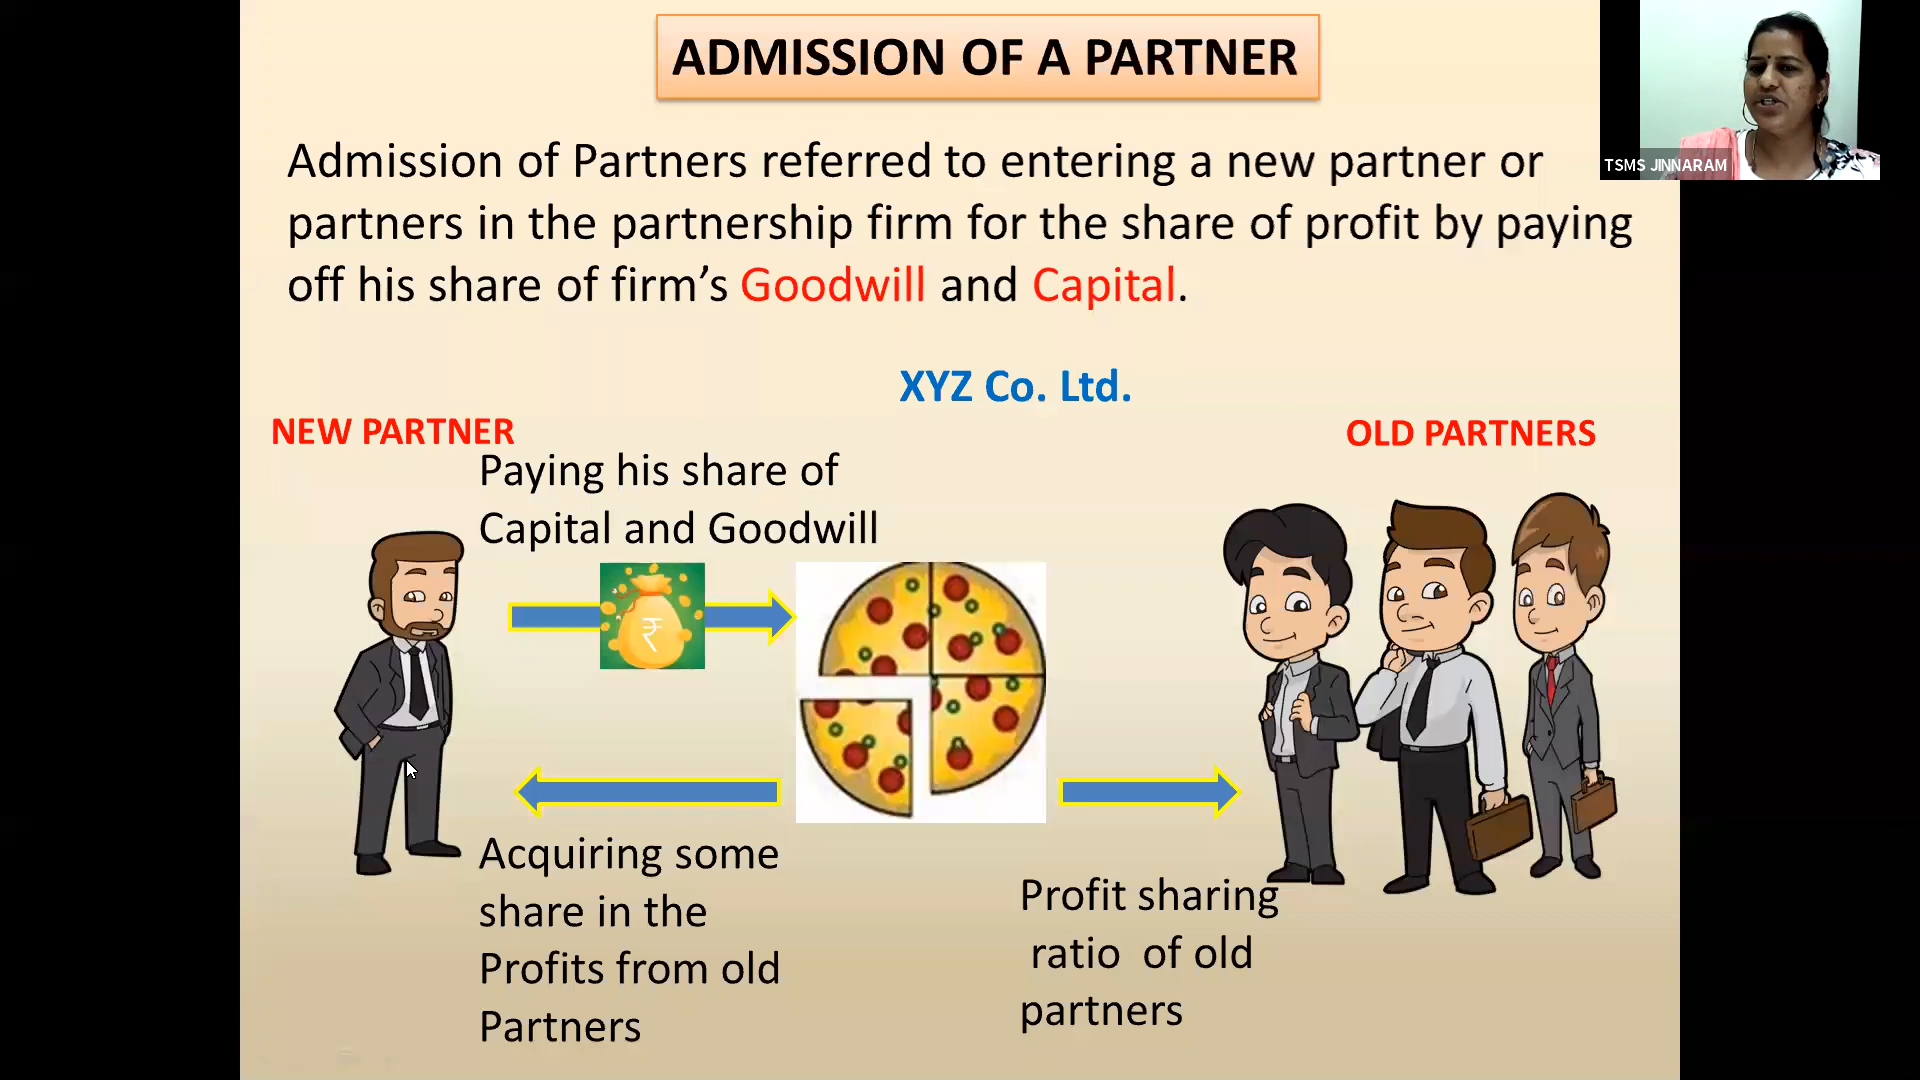 ADMISSION OF A PARTNER
TSMS JINNARAM
Admission of Partners referred to entering a new partner or
partners in the partnership firm for the share of profit by paying
off his share of firm’s Goodwill and Capital.
XYZ Co. Ltd.
NEW PARTNER
OLD PARTNERS
Paying his share of
Capital and Goodwill
₹
Acquiring some
share in the
Profits from old
Partners
Profit sharing
ratio of old
partners